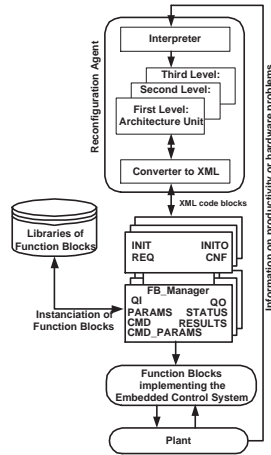 Reconfiguration Agent
Interpreter
Third Level:
Second Level:
First Level:
Architecture Unit
Converter to XML
XML code blocks
Information on productivity or hardware problems
Libraries of
Function Blocks
INIT INITO
REQ CNF
FB_Manager
QI QO
PARAMS STATUS
CMD RESULTS
CMD_PARAMS
Instanciation of
Function Blocks
Function Blocks
implementing the
Embedded Control System
Plant